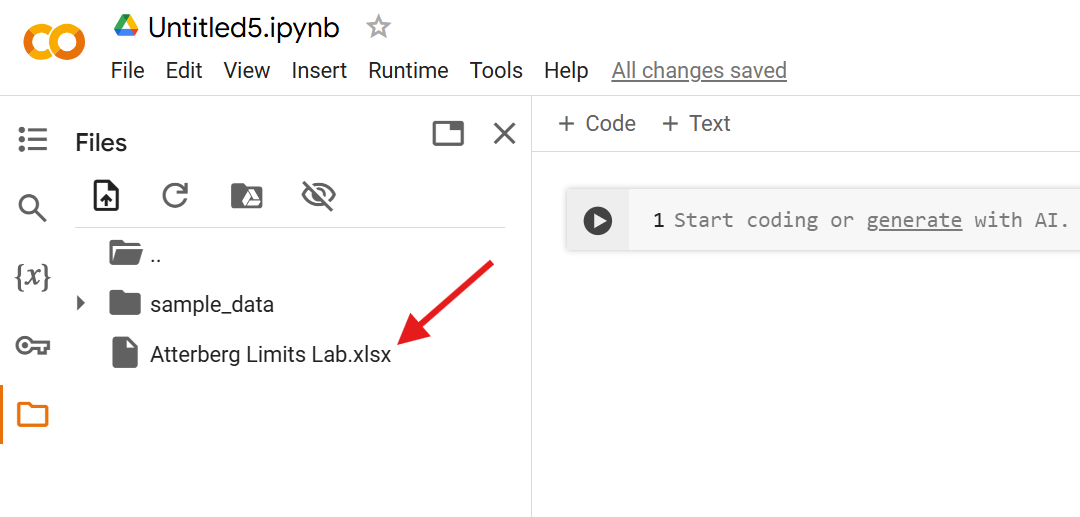 Untitled5.ipynb
File Edit View Insert Runtime Tools Help All changes saved
Files
+ Code + Text
1 Start coding or generate with AI.
..
sample_data
Atterberg Limits Lab.xlsx
{x}